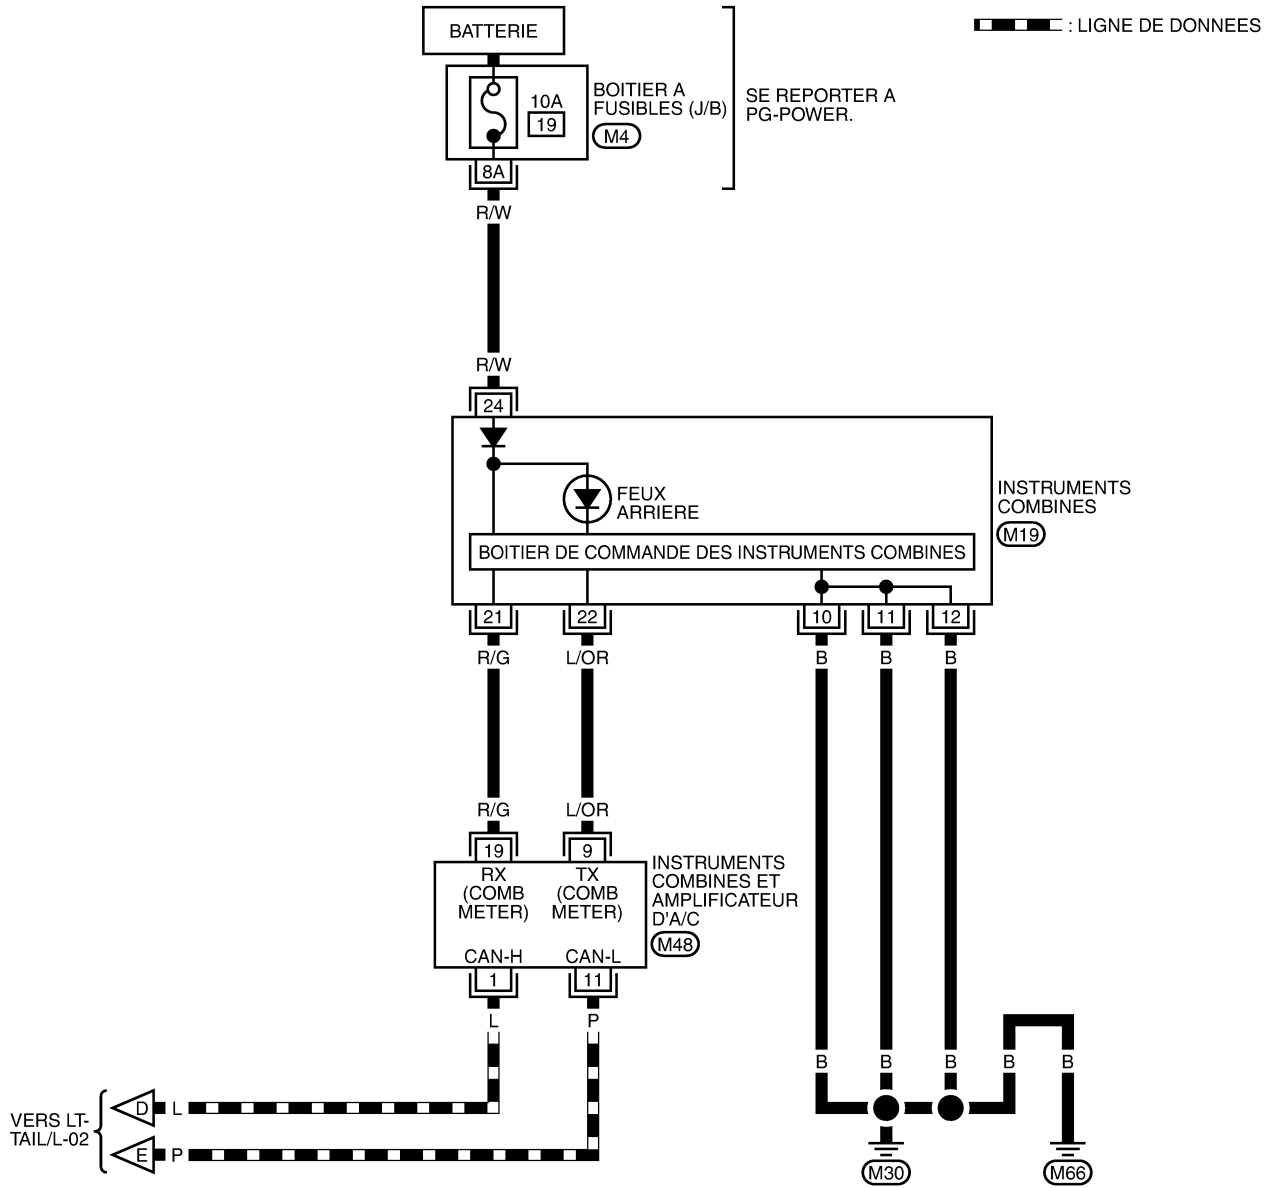 BATTERIE
: LIGNE DE DONNEES
10A
19
BOITIER A
FUSIBLES (J/B)
M4
SE REPORTER A
PG-POWER.
8A
R/W
R/W
24
FEUX
ARRIERE
INSTRUMENTS
COMBINES
M19
BOITIER DE COMMANDE DES INSTRUMENTS COMBINES
21
22
10
11
12
R/G
L/OR
B
B
B
R/G
L/OR
19
9
RX
(COMB
METER)
TX
(COMB
METER)
CAN-H
CAN-L
INSTRUMENTS
COMBINES ET
AMPLIFICATEUR
D'A/C
M48
1
11
L
P
B
B
B
B
B
VERS LT-
TAIL/L-02
D
L
E
P
M30
M66